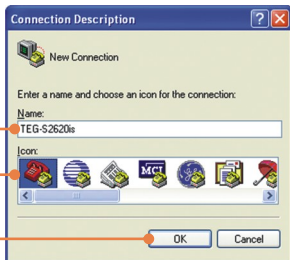 Connection Description
New Connection
Enter a name and choose an icon for the connection:
Name:
TEG-S2620is
Icon:
MCI
OK
Cancel